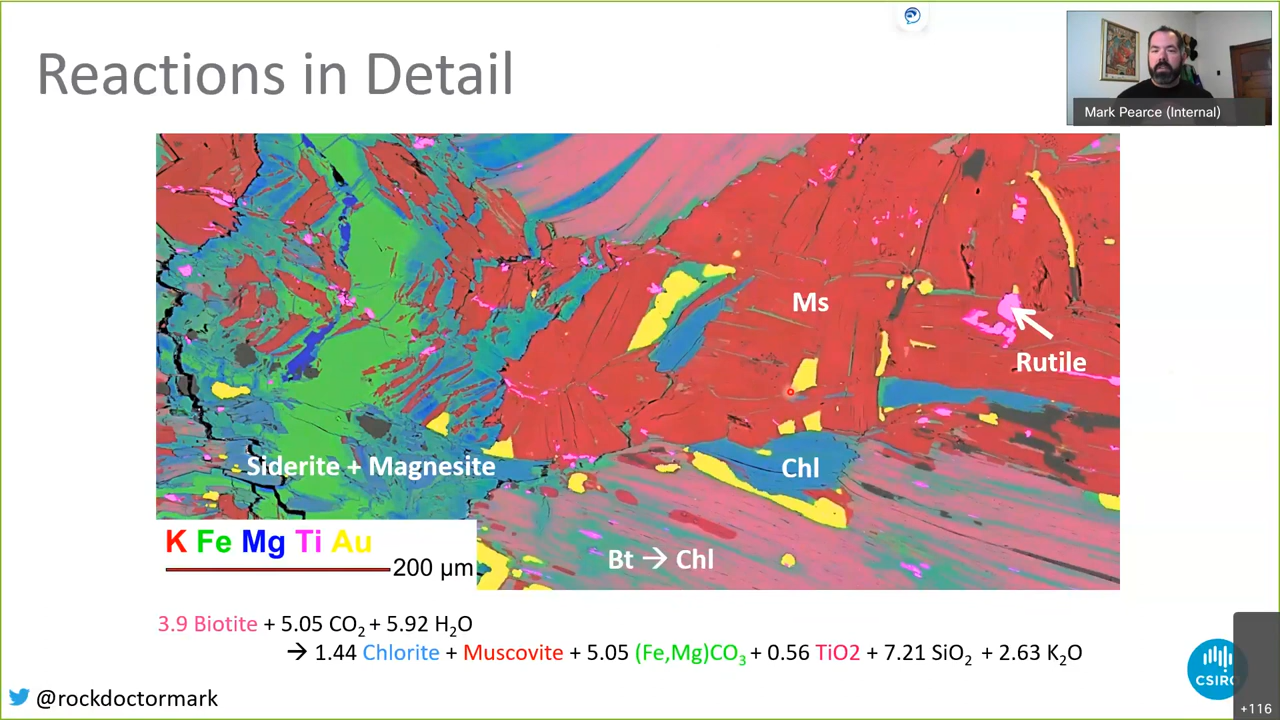 Reactions in Detail
Mark Pearce (Internal)
Ms
Rutile
Siderite + Magnesite
Chl
K Fe Mg Ti Au
200 µm
Bt → Chl
3.9 Biotite + 5.05 CO₂ + 5.92 H₂O
→ 1.44 Chlorite + Muscovite + 5.05 (Fe,Mg)CO₃ + 0.56 TiO2 + 7.21 SiO₂ + 2.63 K₂O
@rockdoctormark
CSIRO
+116